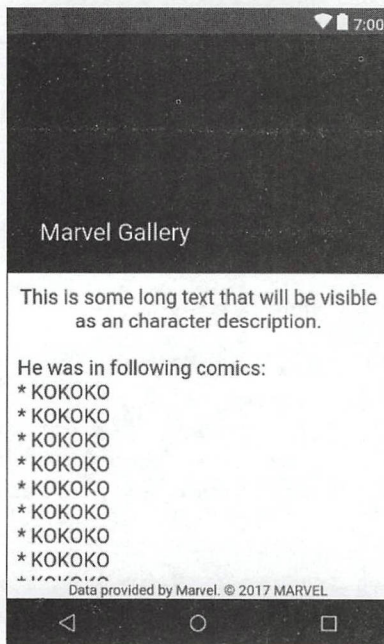 7:00
Marvel Gallery
This is some long text that will be visible
as an character description.
He was in following comics:
* KOKOKO
* KOKOKO
* KOKOKO
* KOKOKO
* KOKOKO
* KOKOKO
* KOKOKO
* KOKOKO
* KOKOKO
Data provided by Marvel. © 2017 MARVEL